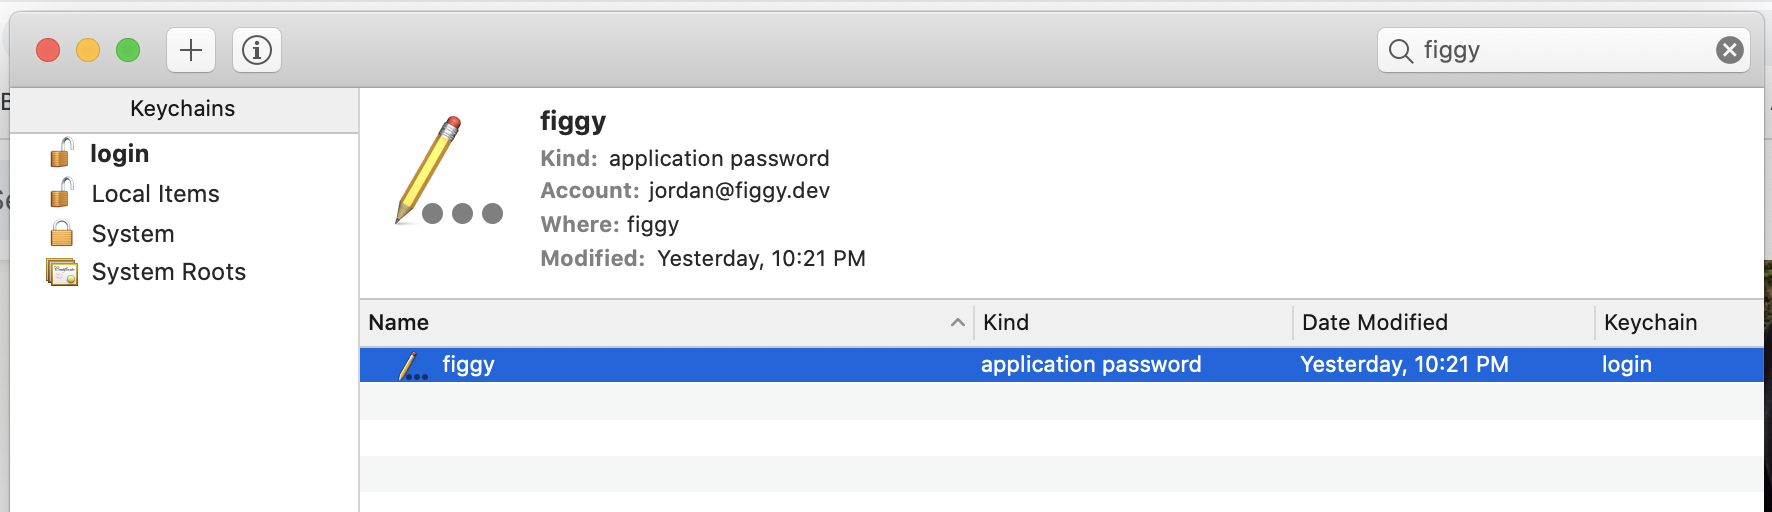 figgy
Keychains
login
Local Items
System
System Roots
figgy
Kind: application password
Account: jordan@figgy.dev
Where: figgy
Modified: Yesterday, 10:21 PM
Name Kind Date Modified Keychain
figgy application password Yesterday, 10:21 PM login